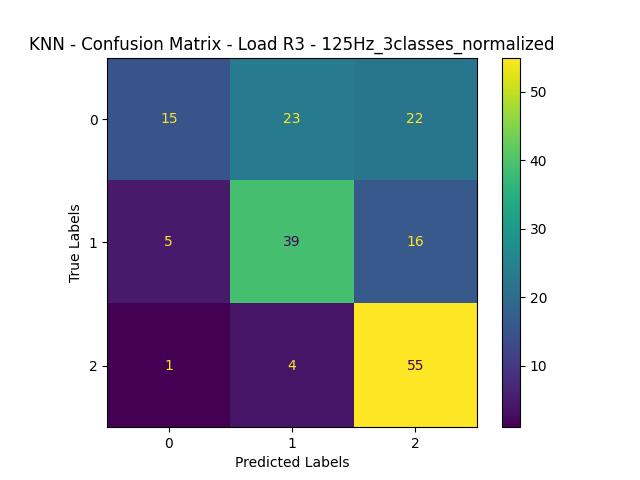 KNN - Confusion Matrix - Load R3 - 125Hz_3classes_normalized
True Labels
0 15 23 22
1 5 39 16
2 1 4 55
0 1 2
Predicted Labels
50
40
30
20
10